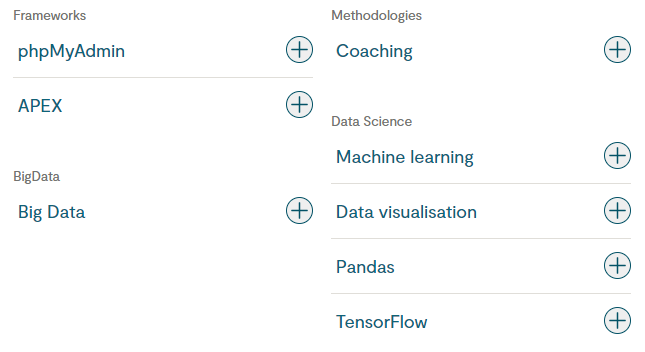 Frameworks
phpMyAdmin
APEX
BigData
Big Data
Methodologies
Coaching
Data Science
Machine learning
Data visualisation
Pandas
TensorFlow